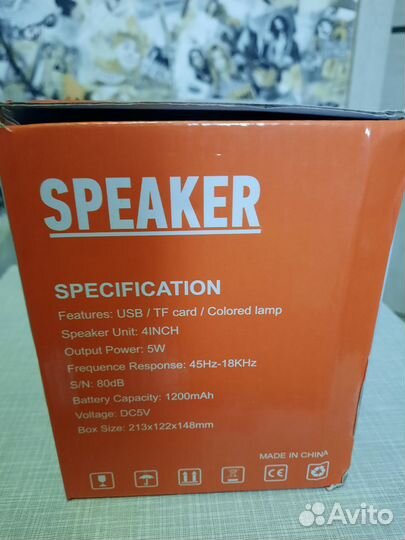 SPEAKER
SPECIFICATION
Features: USB / TF card / Colored lamp
Speaker Unit: 4INCH
Output Power: 5W
Frequence Response: 45Hz-18KHz
S/N: 80dB
Battery Capacity: 1200mAh
Voltage: DC5V
Box Size: 213x122x148mm
MADE IN CHINA
CE
Avito